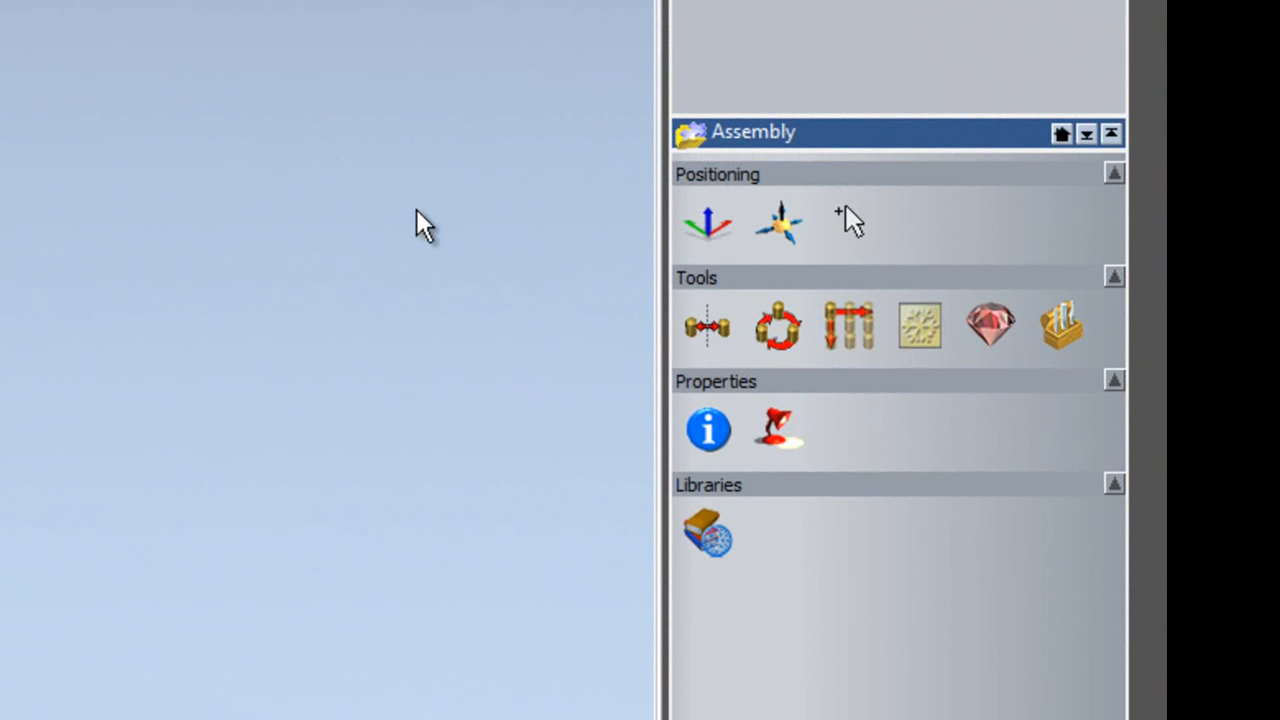 Assembly
Positioning
Tools
Properties
Libraries